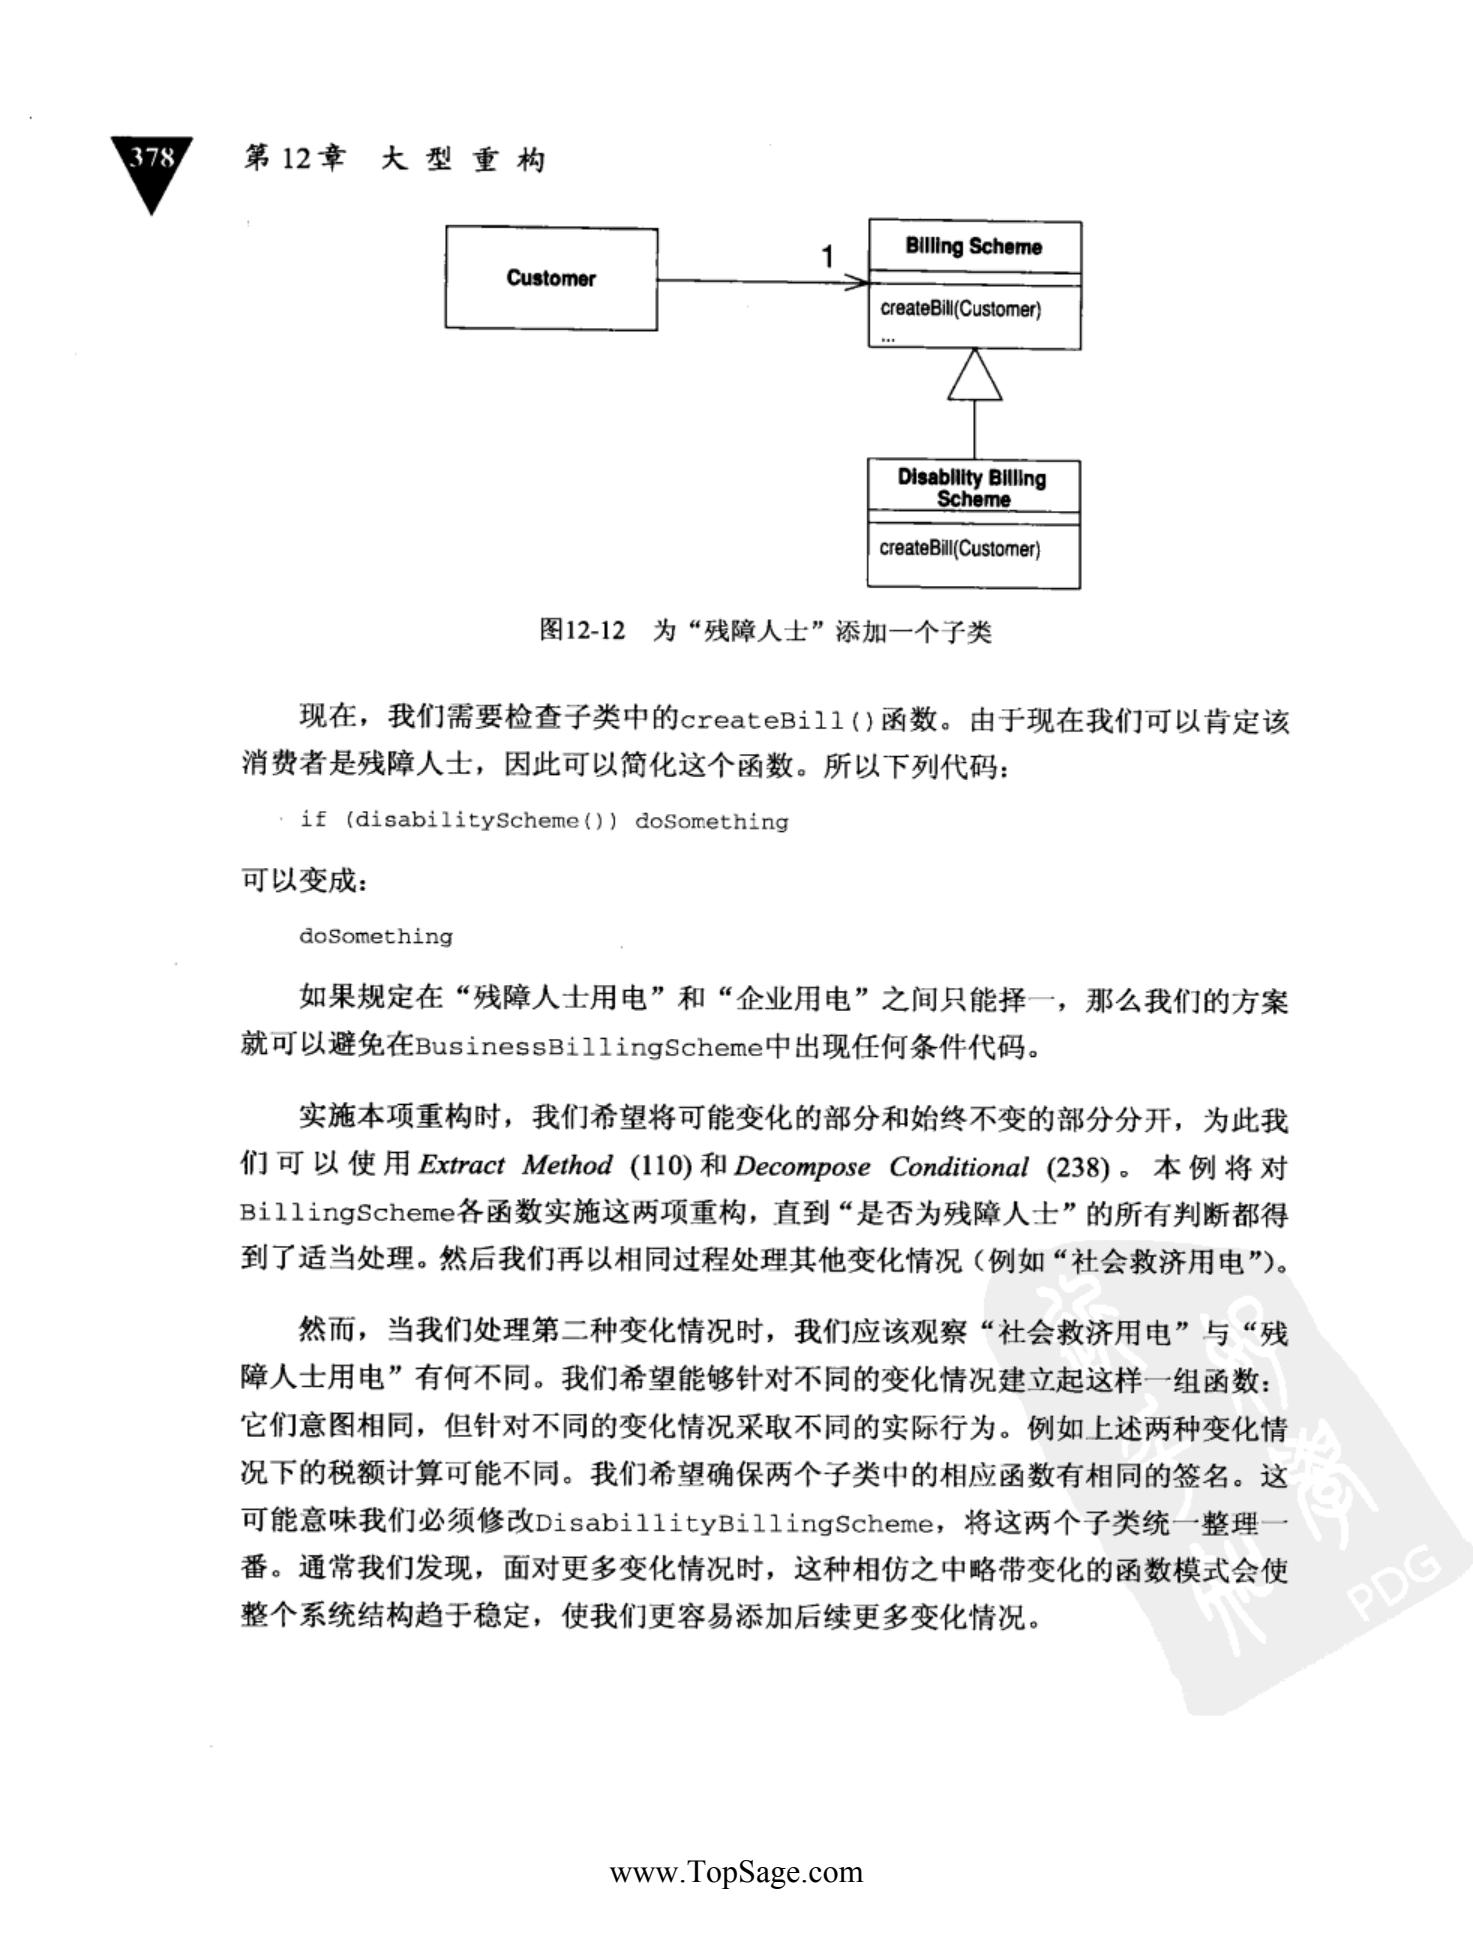 378
第12章 大型重构
Customer
1
Billing Scheme
createBill(Customer)
...
Disability Billing
Scheme
createBill(Customer)
图12-12 为“残障人士”添加一个子类
现在，我们需要检查子类中的createBill()函数。由于现在我们可以肯定该
消费者是残障人士，因此可以简化这个函数。所以下列代码：
if (disabilityScheme()) doSomething
可以变成：
doSomething
如果规定在“残障人士用电”和“企业用电”之间只能择一，那么我们的方案
就可以避免在BusinessBillingScheme中出现任何条件代码。
实施本项重构时，我们希望将可能变化的部分和始终不变的部分分开，为此我
们可以使用Extract Method (110)和Decompose Conditional (238)。本例将对
BillingScheme各函数实施这两项重构，直到“是否为残障人士”的所有判断都得
到了适当处理。然后我们再以相同过程处理其他变化情况（例如“社会救济用电”）。
然而，当我们处理第二种变化情况时，我们应该观察“社会救济用电”与“残
障人士用电”有何不同。我们希望能够针对不同的变化情况建立起这样一组函数：
它们意图相同，但针对不同的变化情况采取不同的实际行为。例如上述两种变化情
况下的税额计算可能不同。我们希望确保两个子类中的相应函数有相同的签名。这
可能意味我们必须修改DisabillityBillingScheme，将这两个子类统一整理一
番。通常我们发现，面对更多变化情况时，这种相仿之中略带变化的函数模式会使
整个系统结构趋于稳定，使我们更容易添加后续更多变化情况。
PDG
www.TopSage.com